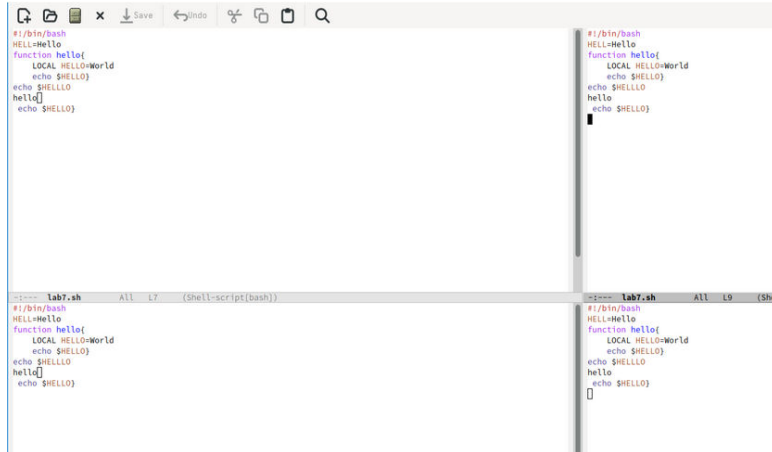 Save Undo
#!/bin/bash
HELL=Hello
function hello{
    LOCAL HELLO=World
    echo $HELLO}
echo $HELLLO
hello
 echo $HELLO}
-:--- lab7.sh All L7 (Shell-script[bash])
#!/bin/bash
HELL=Hello
function hello{
    LOCAL HELLO=World
    echo $HELLO}
echo $HELLLO
hello
 echo $HELLO}
-:--- lab7.sh All L9 (Sh
#!/bin/bash
HELL=Hello
function hello{
    LOCAL HELLO=World
    echo $HELLO}
echo $HELLLO
hello
 echo $HELLO}
#!/bin/bash
HELL=Hello
function hello{
    LOCAL HELLO=World
    echo $HELLO}
echo $HELLLO
hello
 echo $HELLO}